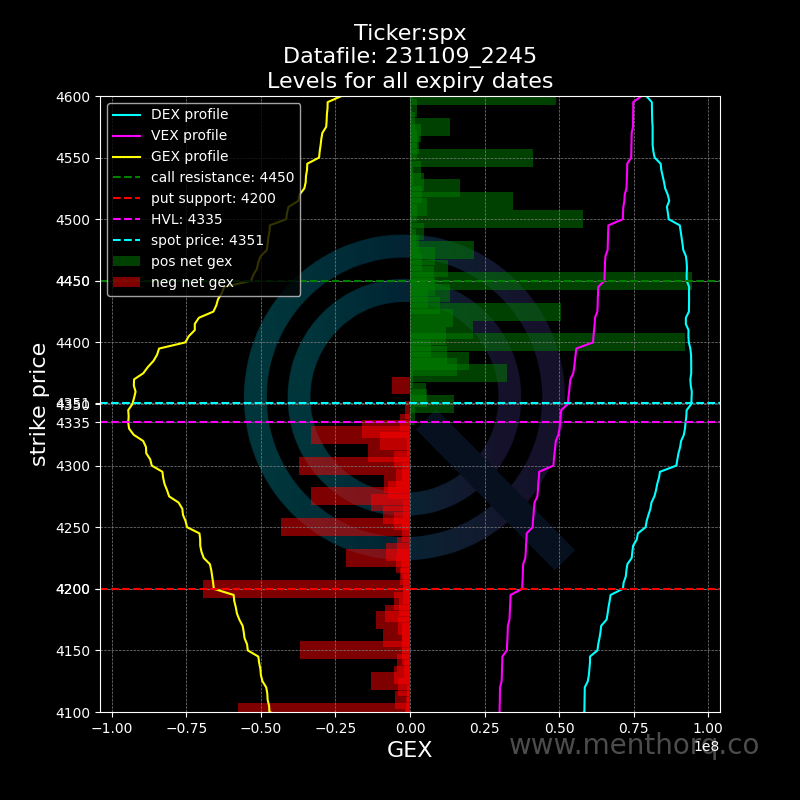 Ticker:spx
Datafile: 231109_2245
Levels for all expiry dates
DEX profile
VEX profile
GEX profile
call resistance: 4450
put support: 4200
HVL: 4335
spot price: 4351
pos net gex
neg net gex
strike price
4600
4550
4500
4450
4400
4351
4350
4335
4300
4250
4200
4150
4100
−1.00 −0.75 −0.50 −0.25 0.00 0.25 0.50 0.75 1.00
1e8
GEX
www.menthorq.co